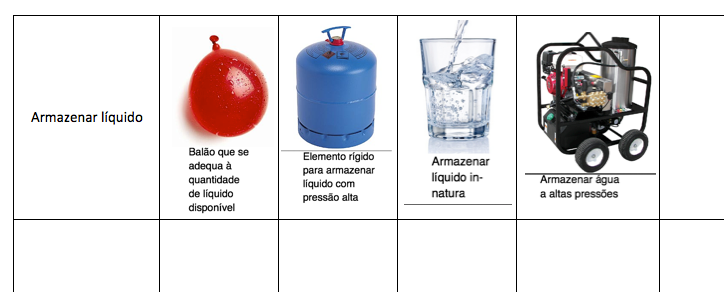 Armazenar líquido
Balão que se
adequa à
quantidade
de líquido
disponível
Elemento rígido
para armazenar
líquido com
pressão alta
Armazenar
líquido in-
natura
Armazenar água
a altas pressões